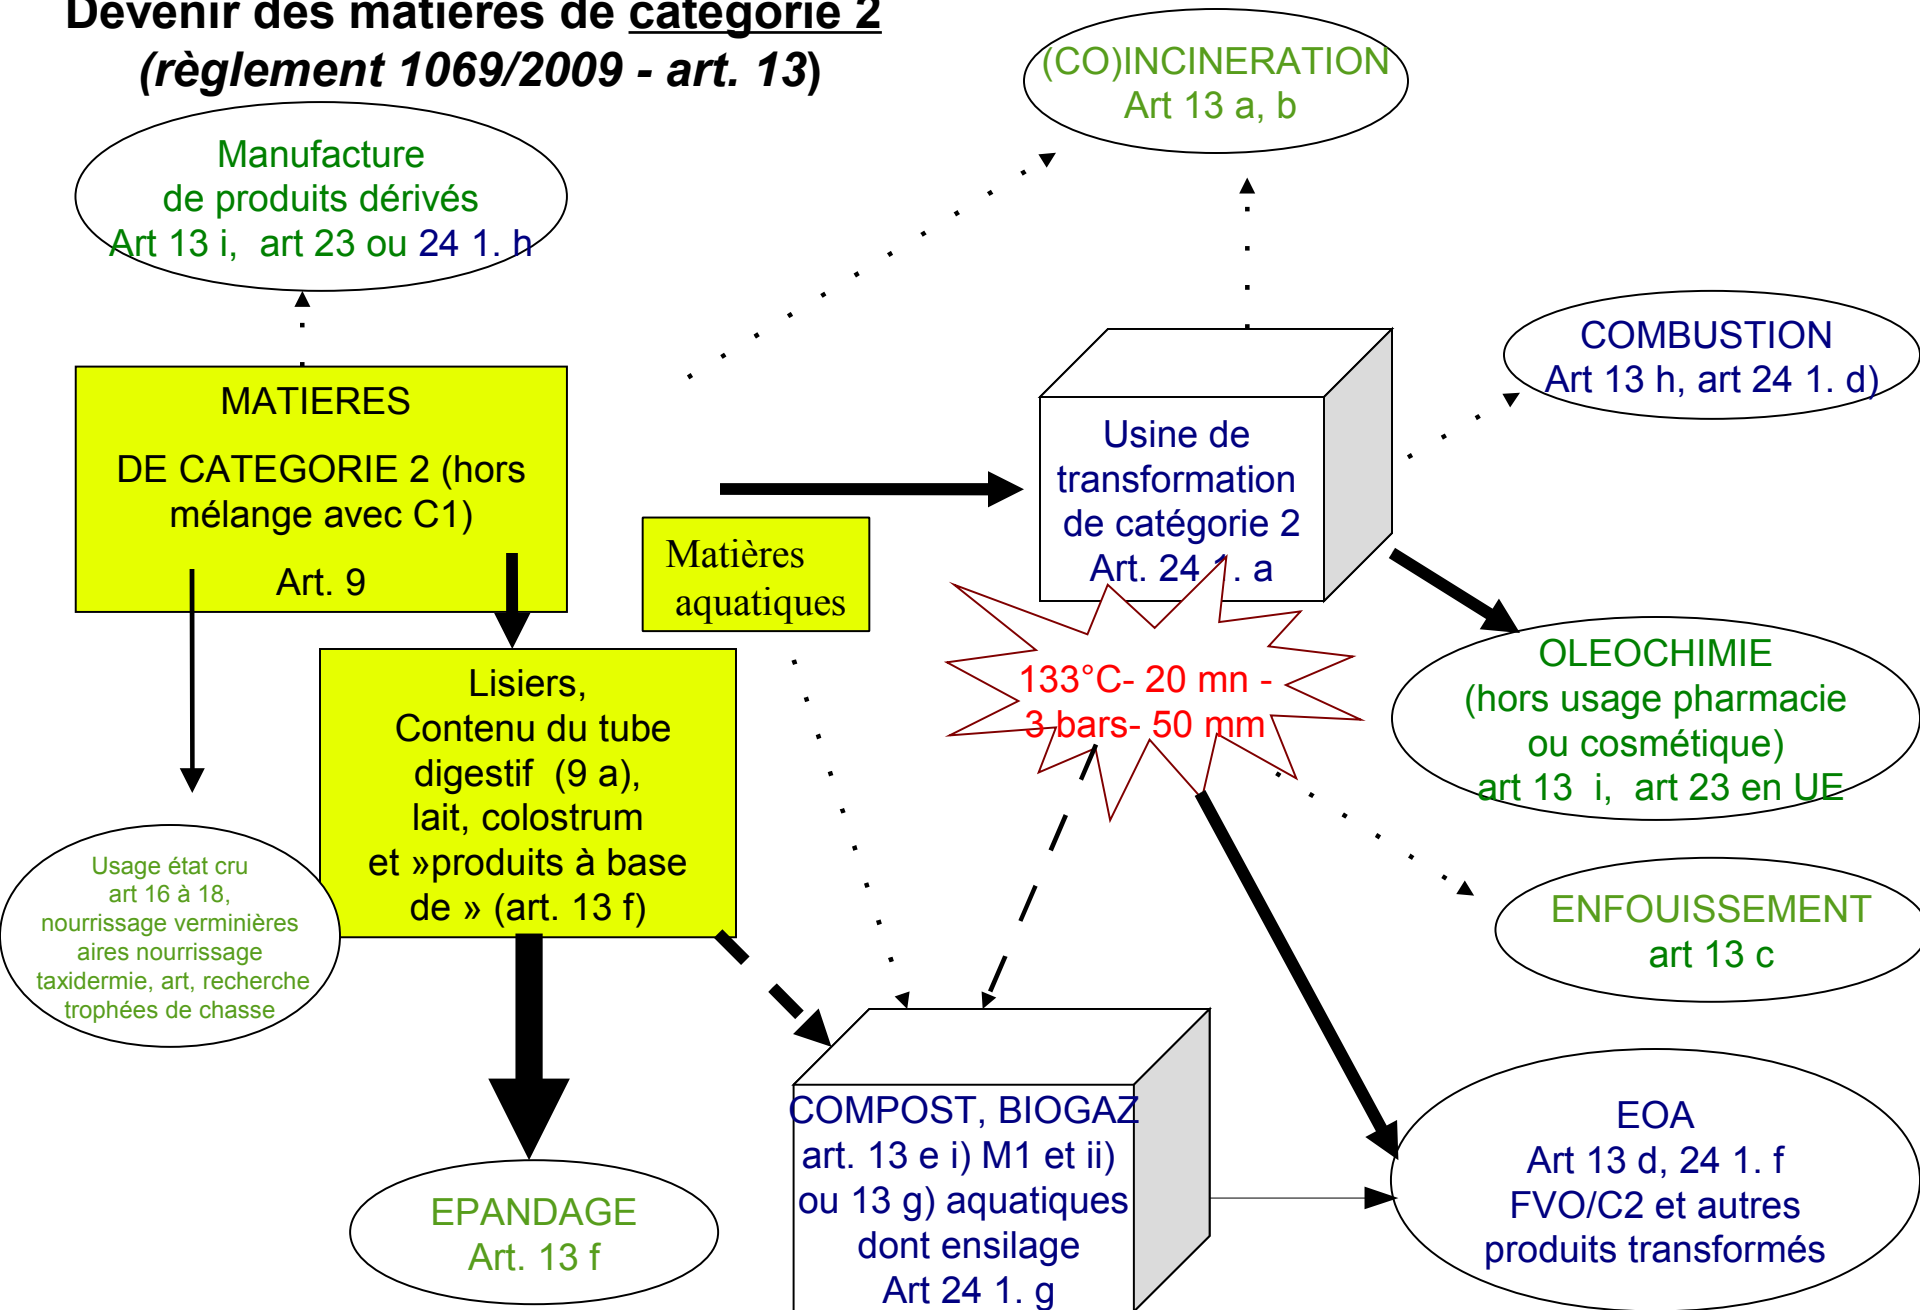 Devenir des matières de catégorie 2
(règlement 1069/2009 - art. 13)
(CO)INCINERATION
Art 13 a, b
Manufacture
de produits dérivés
Art 13 i, art 23 ou 24 1. h
COMBUSTION
Art 13 h, art 24 1. d)
MATIERES
DE CATEGORIE 2 (hors
mélange avec C1)
Art. 9
Usine de
transformation
de catégorie 2
Art. 24 1. a
Matières
aquatiques
133°C- 20 mn -
3 bars- 50 mm
OLEOCHIMIE
(hors usage pharmacie
ou cosmétique)
art 13 i, art 23 en UE
Lisiers,
Contenu du tube
digestif (9 a),
lait, colostrum
et »produits à base
de » (art. 13 f)
Usage état cru
art 16 à 18,
nourrissage verminières
aires nourrissage
taxidermie, art, recherche
trophées de chasse
ENFOUISSEMENT
art 13 c
EPANDAGE
Art. 13 f
COMPOST, BIOGAZ
art. 13 e i) M1 et ii)
ou 13 g) aquatiques
dont ensilage
Art 24 1. g
EOA
Art 13 d, 24 1. f
FVO/C2 et autres
produits transformés